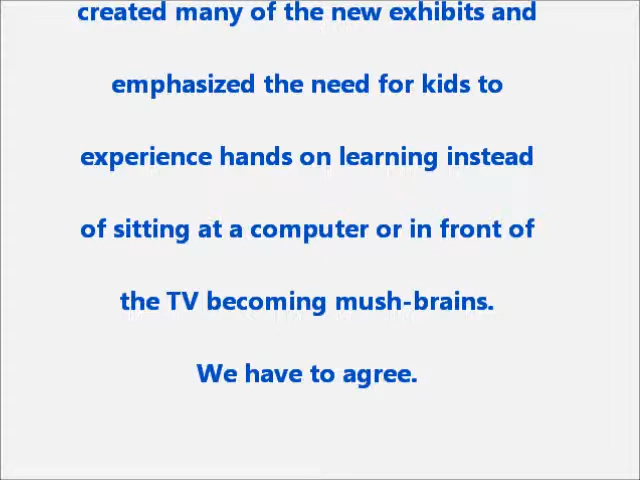 created many of the new exhibits and
emphasized the need for kids to
experience hands on learning instead
of sitting at a computer or in front of
the TV becoming mush-brains.
We have to agree.